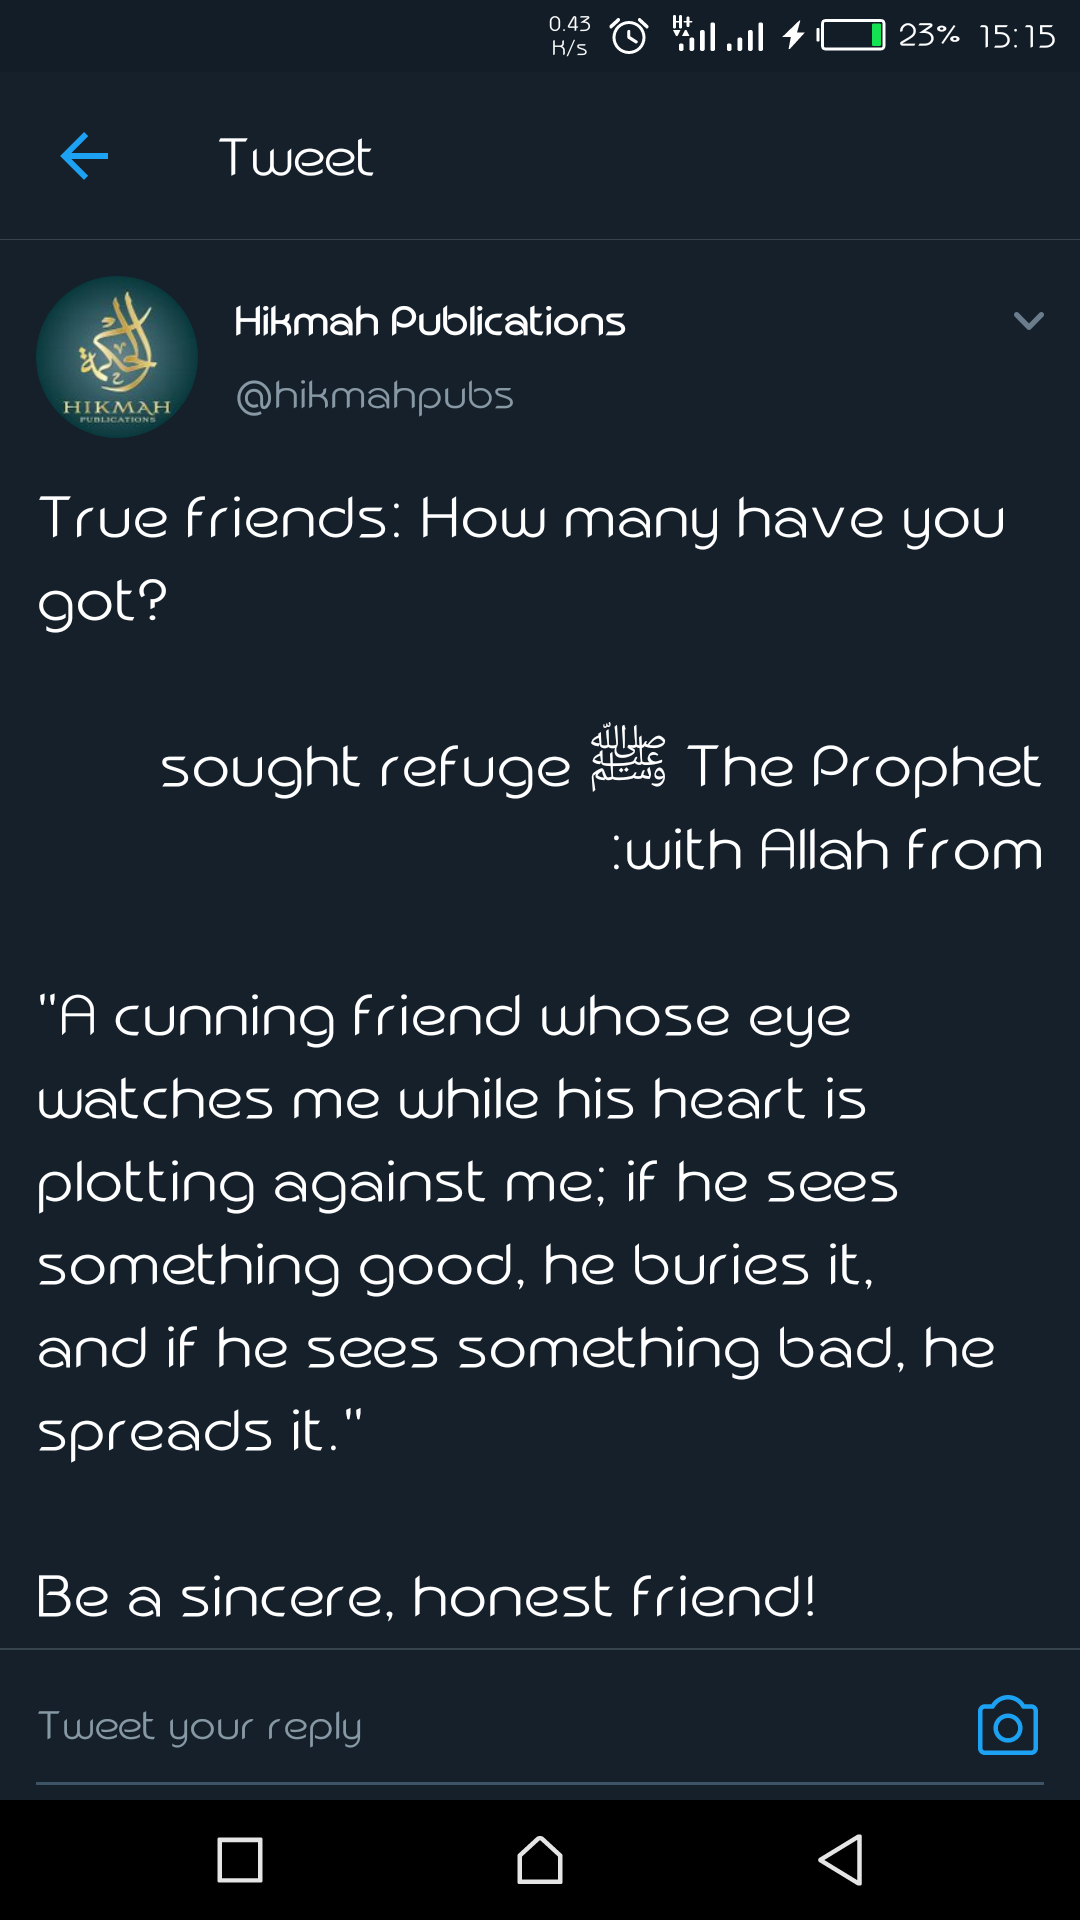 0.43
K/s
H+
23% 15:15
Tweet
الحكمة
HIKMAH
PUBLICATIONS
Hikmah Publications
@hikmahpubs
True friends: How many have you
got?
sought refuge ﷺ The Prophet
:with Allah from
"A cunning friend whose eye
watches me while his heart is
plotting against me; if he sees
something good, he buries it,
and if he sees something bad, he
spreads it."
Be a sincere, honest friend!
Tweet your reply